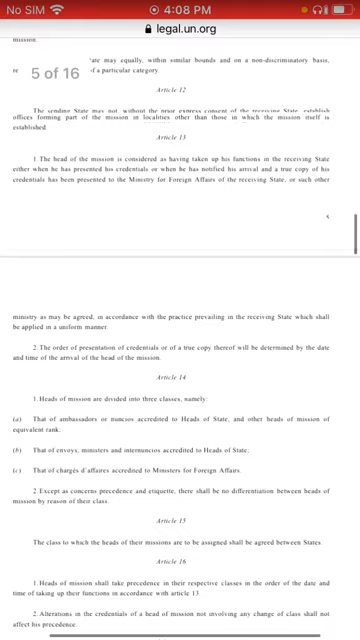 No SIM 4:08 PM
legal.un.org
mission.
ate may equally, within similar bounds and on a non-discriminatory basis,
re of a particular category.
5 of 16
Article 12
The sending State may not, without the prior express consent of the receiving State, establish
offices forming part of the mission in localities other than those in which the mission itself is
established.
Article 13
1. The head of the mission is considered as having taken up his functions in the receiving State
either when he has presented his credentials or when he has notified his arrival and a true copy of his
credentials has been presented to the Ministry for Foreign Affairs of the receiving State, or such other
5
ministry as may be agreed, in accordance with the practice prevailing in the receiving State which shall
be applied in a uniform manner.
2. The order of presentation of credentials or of a true copy thereof will be determined by the date
and time of the arrival of the head of the mission.
Article 14
1. Heads of mission are divided into three classes, namely:
(a) That of ambassadors or nuncios accredited to Heads of State, and other heads of mission of
equivalent rank;
(b) That of envoys, ministers and internuncios accredited to Heads of State;
(c) That of chargés d'affaires accredited to Ministers for Foreign Affairs.
2. Except as concerns precedence and etiquette, there shall be no differentiation between heads of
mission by reason of their class.
Article 15
The class to which the heads of their missions are to be assigned shall be agreed between States.
Article 16
1. Heads of mission shall take precedence in their respective classes in the order of the date and
time of taking up their functions in accordance with article 13
2. Alterations in the credentials of a head of mission not involving any change of class shall not
affect his precedence